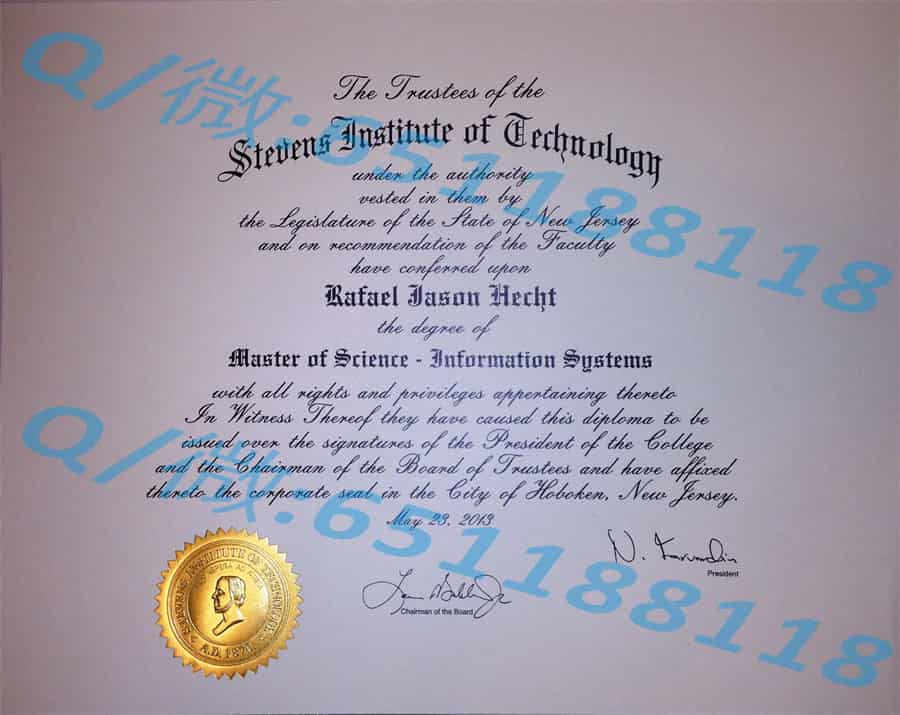 The Trustees of the
Stevens Institute of Technology
under the authority
vested in them by
the Legislature of the State of New Jersey
and on recommendation of the Faculty
have conferred upon
Rafael Jason Hecht
the degree of
Master of Science - Information Systems
with all rights and privileges appertaining thereto
In Witness Thereof they have caused this diploma to be
issued over the signatures of the President of the College
and the Chairman of the Board of Trustees and have affixed
thereto the corporate seal in the City of Hoboken, New Jersey.
May 23, 2013
President
Chairman of the Board
STEVENS INSTITUTE OF TECHNOLOGY
A.D. 1870
Q/微:651188118
Q/微:651188118